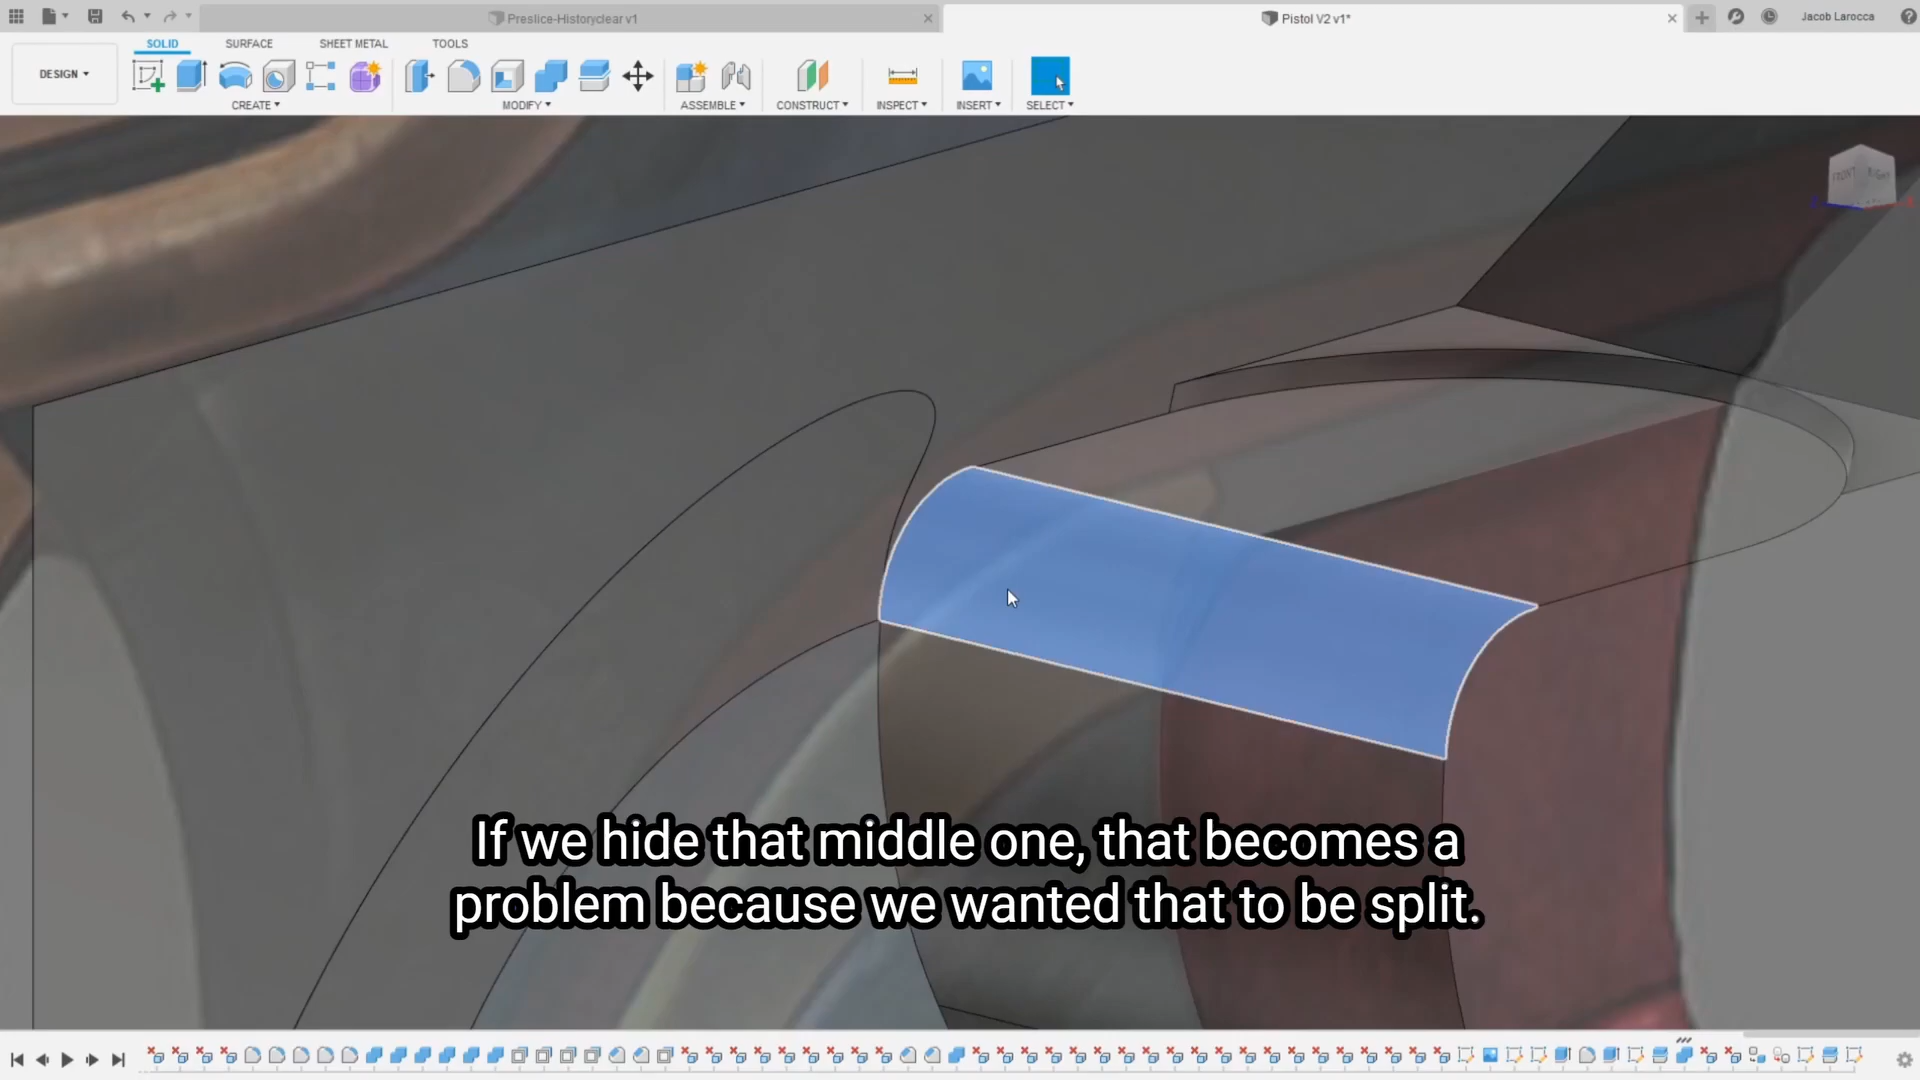 Preslice-Historyclear v1
Pistol V2 v1*
Jacob Larocca
SOLID
SURFACE
SHEET METAL
TOOLS
DESIGN
CREATE
MODIFY
ASSEMBLE
CONSTRUCT
INSPECT
INSERT
SELECT
FRONT
If we hide that middle one, that becomes a
problem because we wanted that to be split.